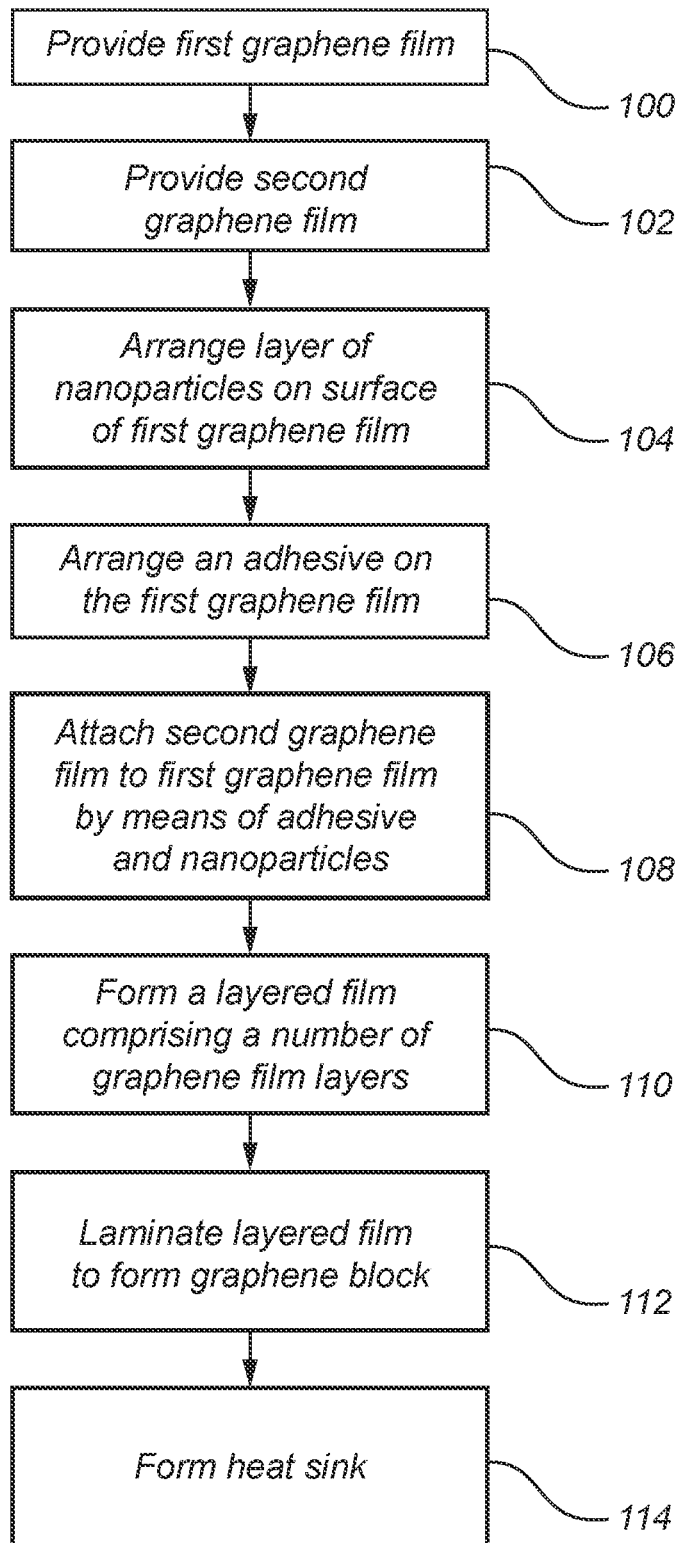 Provide first graphene film
100
Provide second
graphene film
102
Arrange layer of
nanoparticles on surface
of first graphene film
104
Arrange an adhesive on
the first graphene film
106
Attach second graphene
film to first graphene film
by means of adhesive
and nanoparticles
108
Form a layered film
comprising a number of
graphene film layers
110
Laminate layered film
to form graphene block
112
Form heat sink
114